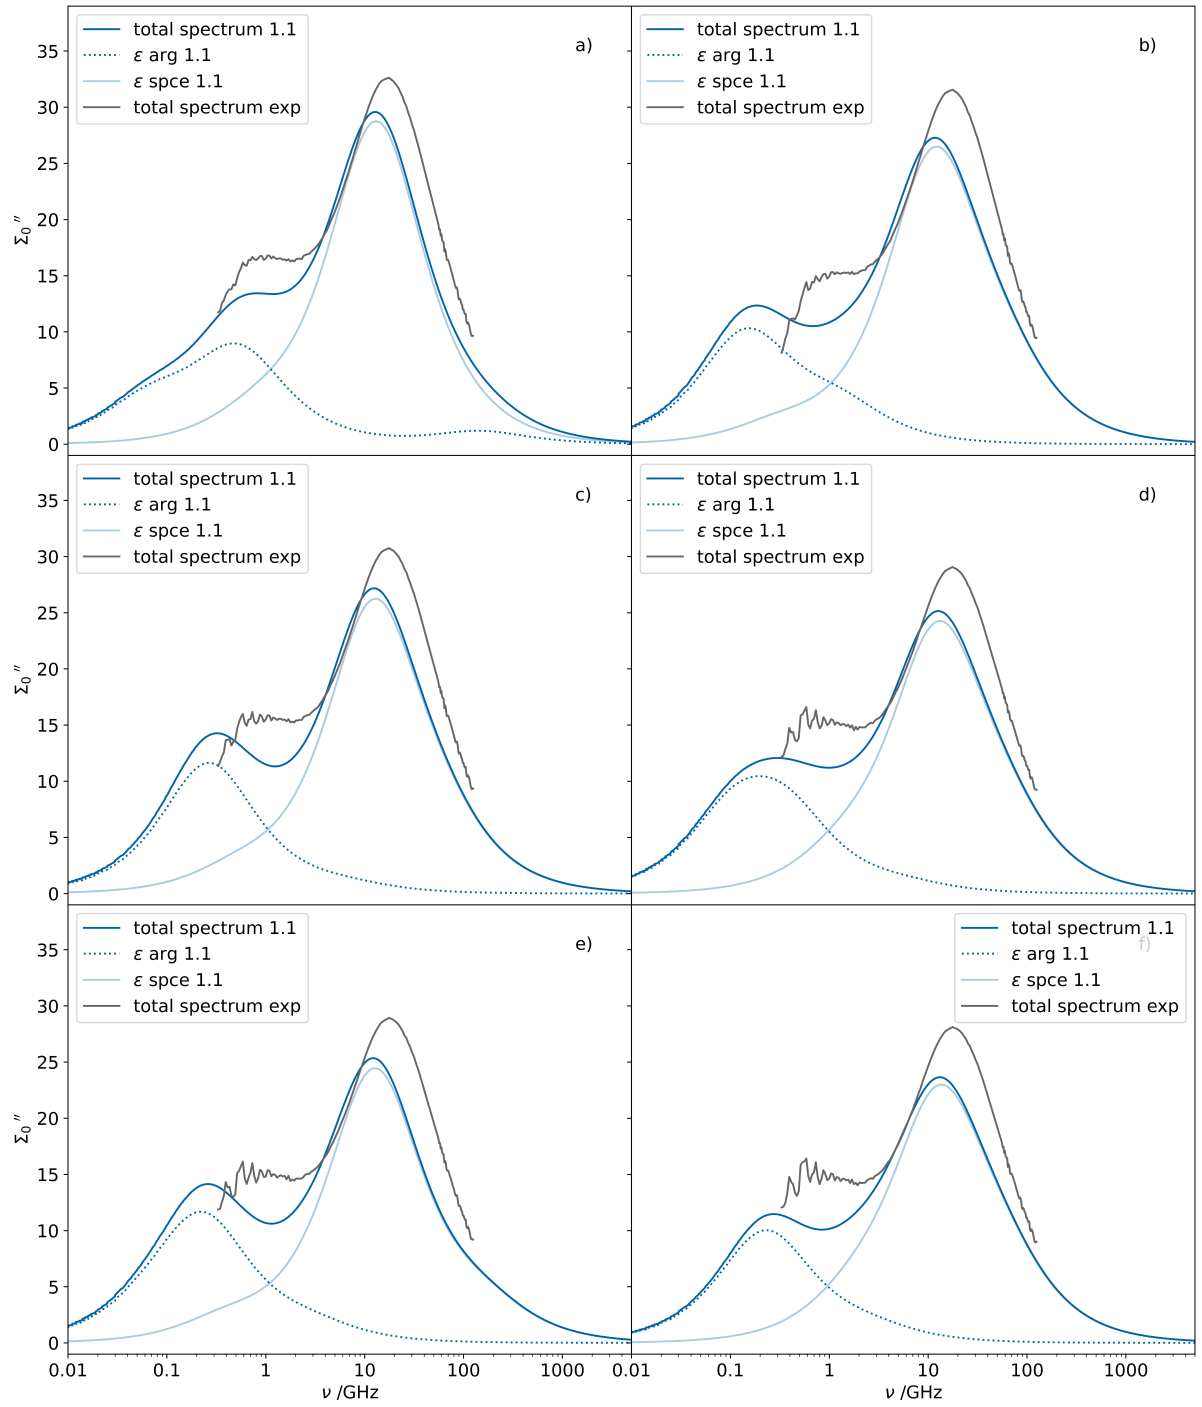 total spectrum 1.1
ε arg 1.1
ε spce 1.1
total spectrum exp
a)
35
30
25
20
15
10
5
0
Σ₀″
total spectrum 1.1
ε arg 1.1
ε spce 1.1
total spectrum exp
b)
total spectrum 1.1
ε arg 1.1
ε spce 1.1
total spectrum exp
c)
35
30
25
20
15
10
5
0
Σ₀″
total spectrum 1.1
ε arg 1.1
ε spce 1.1
total spectrum exp
d)
total spectrum 1.1
ε arg 1.1
ε spce 1.1
total spectrum exp
e)
35
30
25
20
15
10
5
0
Σ₀″
0.01 0.1 1 10 100 1000
ν /GHz
total spectrum 1.1
f)
ε arg 1.1
ε spce 1.1
total spectrum exp
0.01 0.1 1 10 100 1000
ν /GHz